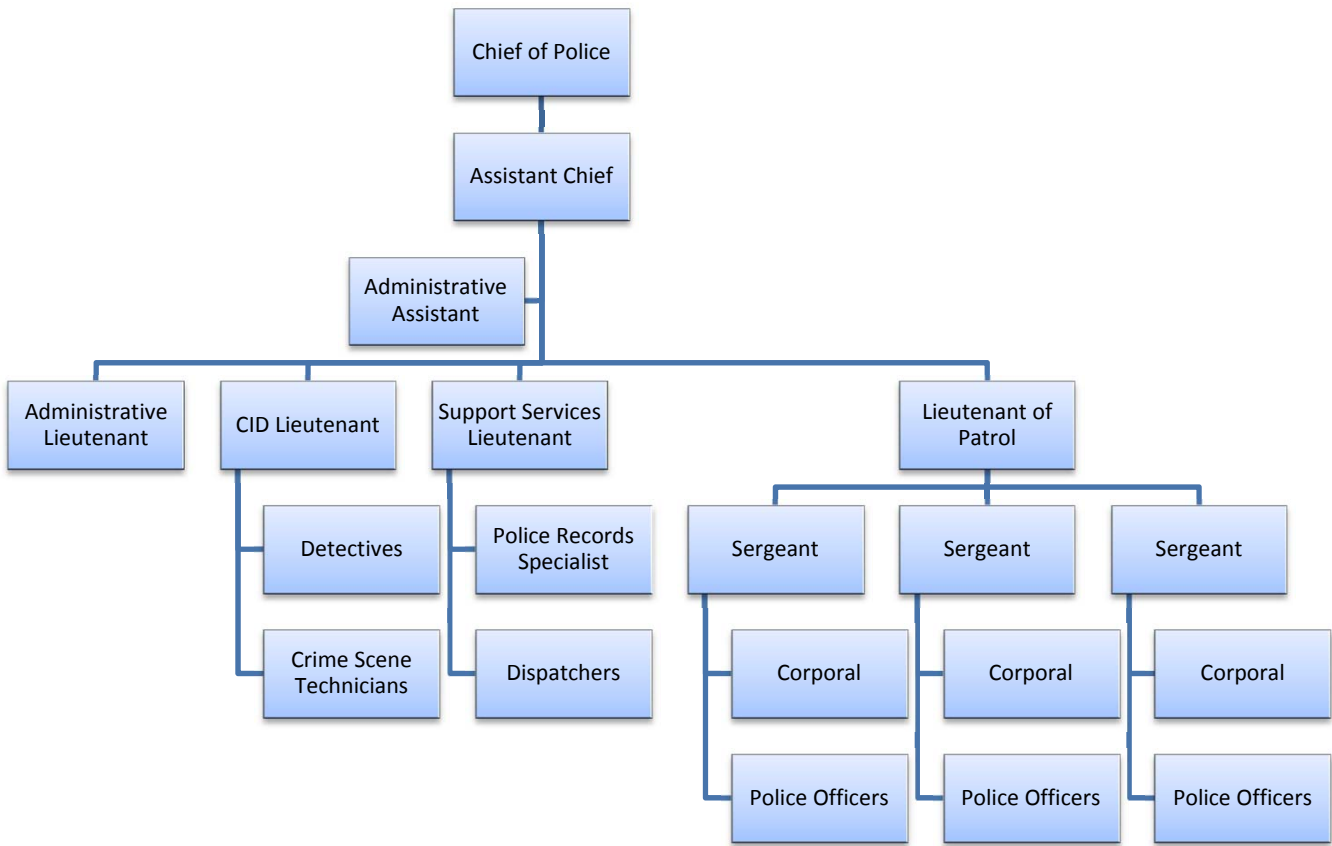 Chief of Police
Assistant Chief
Administrative
Assistant
Administrative
Lieutenant
CID Lieutenant
Support Services
Lieutenant
Lieutenant of
Patrol
Detectives
Police Records
Specialist
Sergeant
Sergeant
Sergeant
Crime Scene
Technicians
Dispatchers
Corporal
Corporal
Corporal
Police Officers
Police Officers
Police Officers